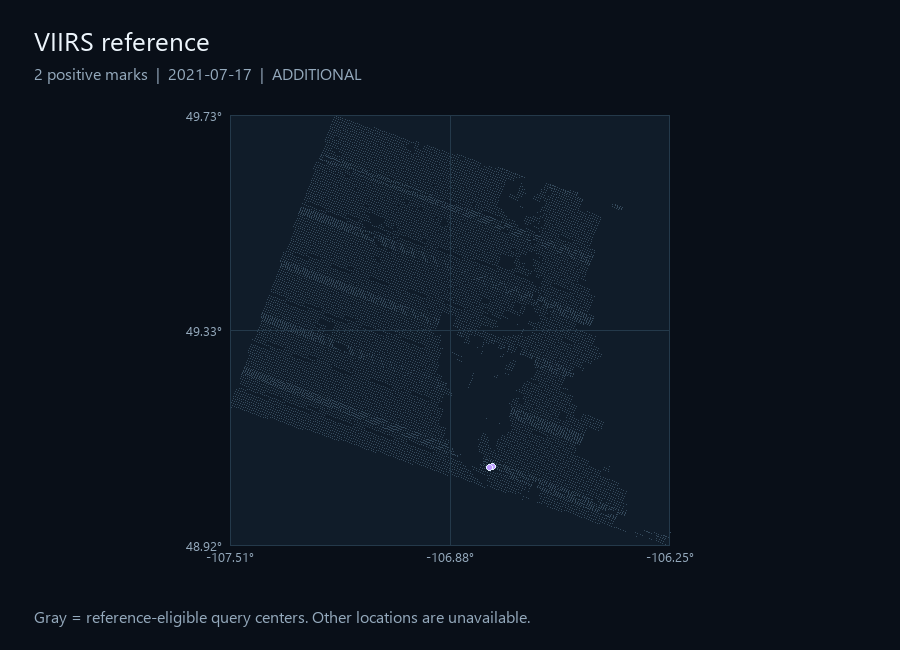 VIIRS reference
2 positive marks | 2021-07-17 | ADDITIONAL
49.73°
49.33°
48.92°
-107.51° -106.88° -106.25°
Gray = reference-eligible query centers. Other locations are unavailable.